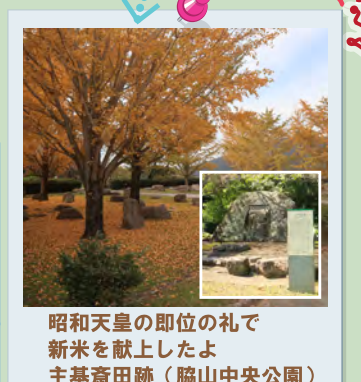 昭和天皇の即位の礼で
新米を献上したよ
主基斎田跡（脇山中央公園）